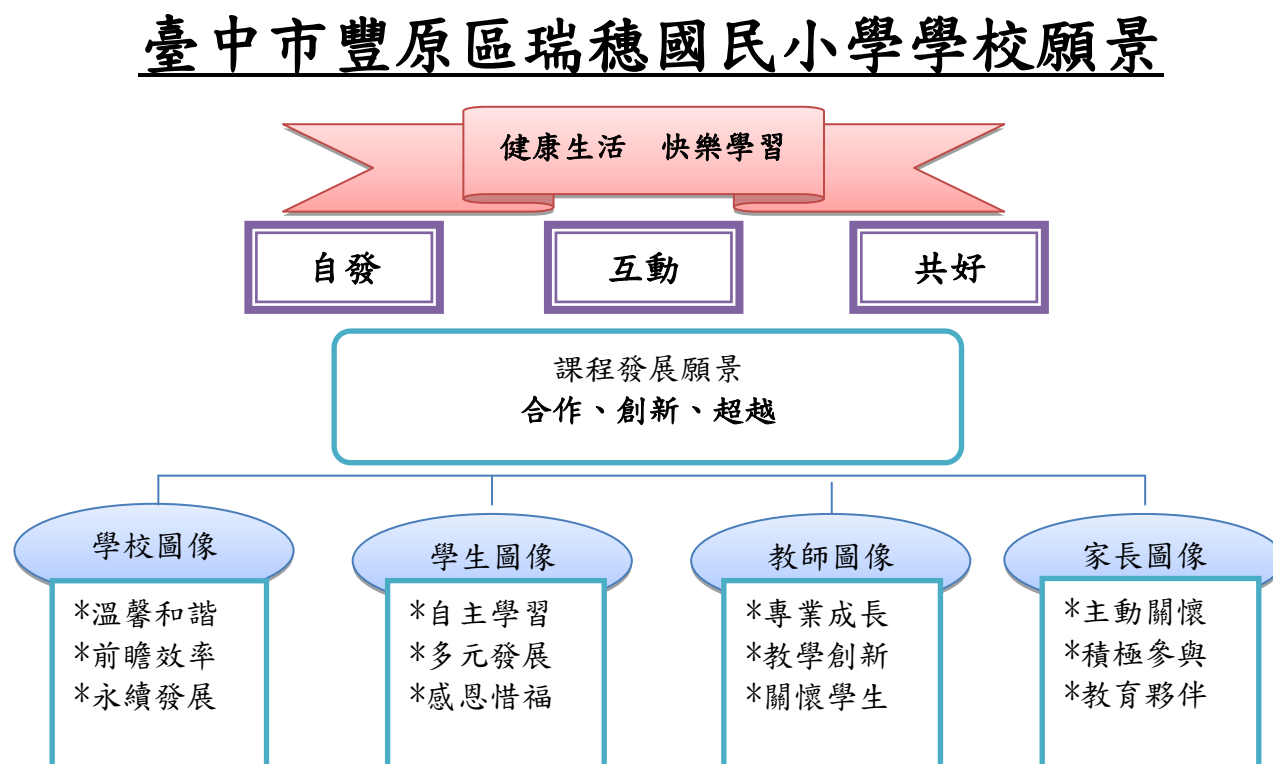 臺中市豐原區瑞穗國民小學學校願景
健康生活　快樂學習
自發
互動
共好
課程發展願景
合作、創新、超越
學校圖像
*溫馨和諧
*前瞻效率
*永續發展
學生圖像
*自主學習
*多元發展
*感恩惜福
教師圖像
*專業成長
*教學創新
*關懷學生
家長圖像
*主動關懷
*積極參與
*教育夥伴